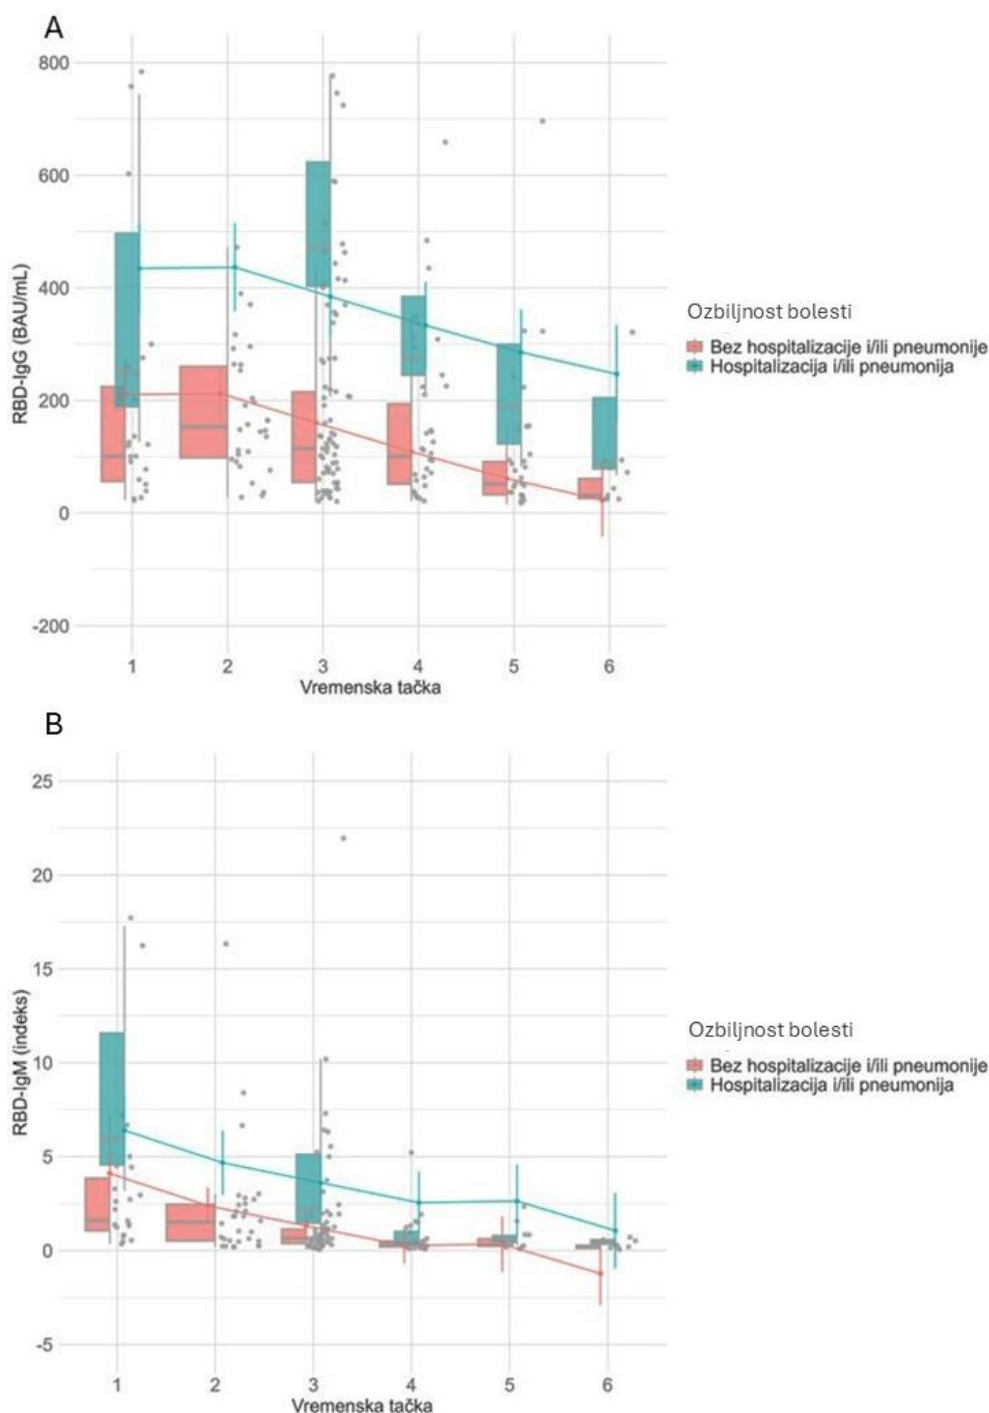 A
800
600
400
200
0
-200
RBD-IgG (BAU/mL)
1 2 3 4 5 6
Vremenska tačka
Ozbiljnost bolesti
Bez hospitalizacije i/ili pneumonije
Hospitalizacija i/ili pneumonija
B
25
20
15
10
5
0
-5
RBD-IgM (indeks)
1 2 3 4 5 6
Vremenska tačka
Ozbiljnost bolesti
Bez hospitalizacije i/ili pneumonije
Hospitalizacija i/ili pneumonija